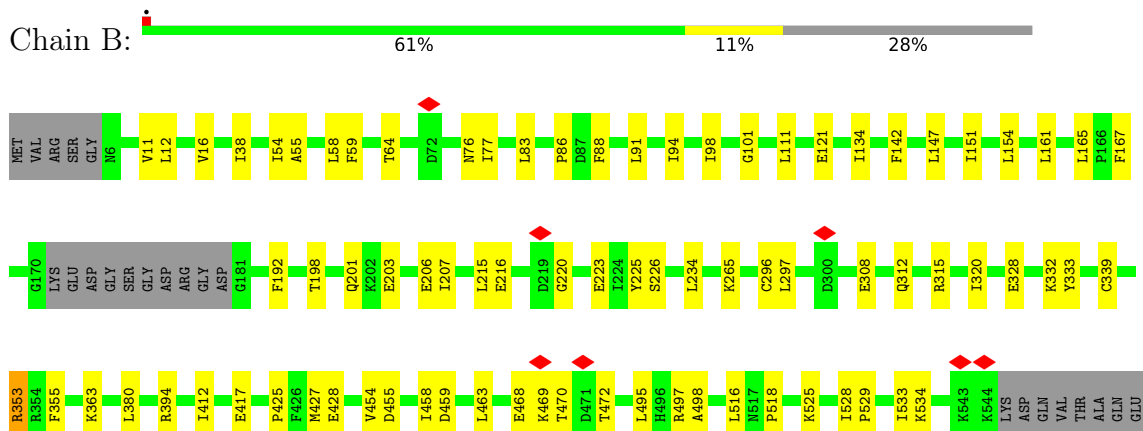 Chain B:
61% 11% 28%
MET VAL ARG SER GLY N6 V11 L12 V16 I38 I54 A55 L58 F59 T64 D72 N76 I77 L83 P86 D87 F88 L91 I94 I98 G101 L111 E121 I134 F142 L147 I151 L154 L161 L165 P166 F167
G170 LYS GLU ASP GLY SER GLY ASP ARG GLY ASP G181 F192 T198 Q201 K202 E203 E206 I207 L215 E216 D219 G220 E223 I224 Y225 S226 L234 K265 C296 L297 D300 E308 Q312 R315 I320 E328 K332 Y333 C339
R353 R354 F355 K363 L380 R394 I412 E417 P425 F426 M427 E428 V454 D455 I458 D459 L463 E468 K469 T470 D471 T472 L495 H496 R497 A498 L516 N517 P518 K525 I528 P529 I533 K534 K543 K544 LYS ASP GLN VAL THR ALA GLN GLU